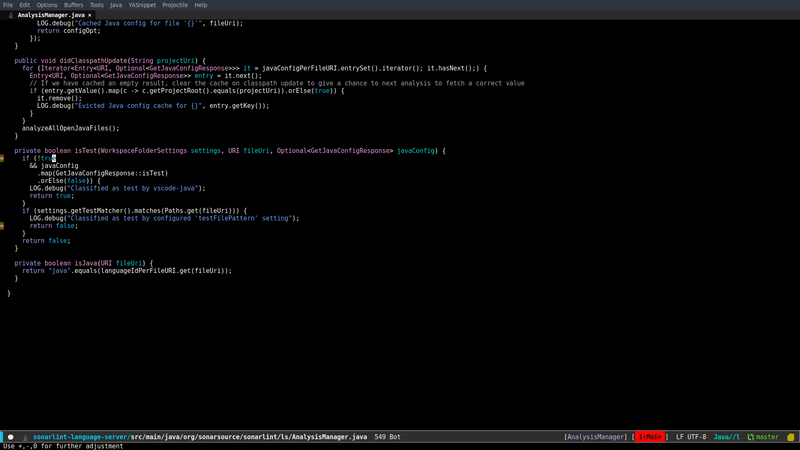 File Edit Options Buffers Tools Java YASnippet Projectile Help
AnalysisManager.java ×
LOG.debug("Cached Java config for file '{}'", fileUri);
return configOpt;
});
}
public void didClasspathUpdate(String projectUri) {
for (Iterator<Entry<URI, Optional<GetJavaConfigResponse>>> it = javaConfigPerFileURI.entrySet().iterator(); it.hasNext();) {
Entry<URI, Optional<GetJavaConfigResponse>> entry = it.next();
// If we have cached an empty result, clear the cache on classpath update to give a chance to next analysis to fetch a correct value
if (entry.getValue().map(c -> c.getProjectRoot().equals(projectUri)).orElse(true)) {
it.remove();
LOG.debug("Evicted Java config cache for {}", entry.getKey());
}
}
analyzeAllOpenJavaFiles();
}
private boolean isTest(WorkspaceFolderSettings settings, URI fileUri, Optional<GetJavaConfigResponse> javaConfig) {
if (!true
&& javaConfig
.map(GetJavaConfigResponse::isTest)
.orElse(false)) {
LOG.debug("Classified as test by vscode-java");
return true;
}
if (settings.getTestMatcher().matches(Paths.get(fileUri))) {
LOG.debug("Classified as test by configured 'testFilePattern' setting");
return false;
}
return false;
}
private boolean isJava(URI fileUri) {
return "java".equals(languageIdPerFileURI.get(fileUri));
}
}
sonarlint-language-server/src/main/java/org/sonarsource/sonarlint/ls/AnalysisManager.java 549 Bot [AnalysisManager] [I:Main] LF UTF-8 Java//l master
Use +,-,0 for further adjustment